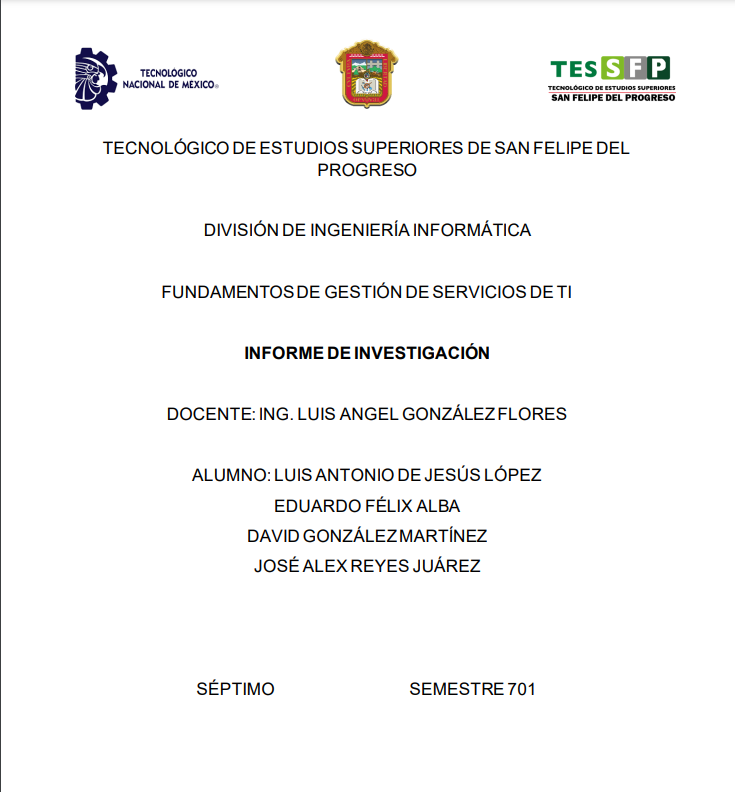 TECNOLÓGICO
NACIONAL DE MÉXICO®
TES SFP
TECNOLÓGICO DE ESTUDIOS SUPERIORES
SAN FELIPE DEL PROGRESO
TECNOLÓGICO DE ESTUDIOS SUPERIORES DE SAN FELIPE DEL
PROGRESO
DIVISIÓN DE INGENIERÍA INFORMÁTICA
FUNDAMENTOS DE GESTIÓN DE SERVICIOS DE TI
INFORME DE INVESTIGACIÓN
DOCENTE: ING. LUIS ANGEL GONZÁLEZ FLORES
ALUMNO: LUIS ANTONIO DE JESÚS LÓPEZ
EDUARDO FÉLIX ALBA
DAVID GONZÁLEZ MARTÍNEZ
JOSÉ ALEX REYES JUÁREZ
SÉPTIMO SEMESTRE 701